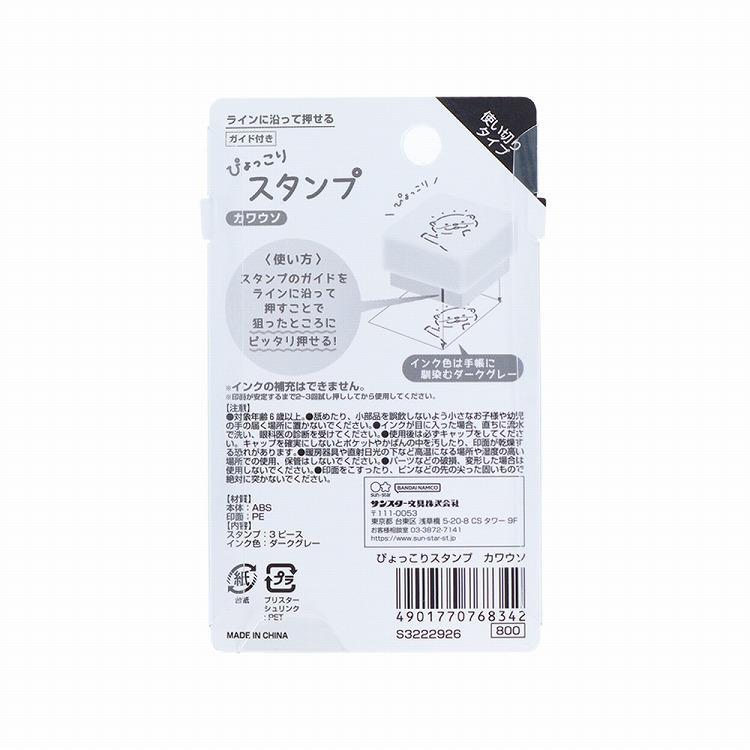 ラインに沿って押せる
ガイド付き
ぴょっこり
スタンプ
カワウソ
使い切り
タイプ
ぴょっこり
〈使い方〉
スタンプのガイドを
ラインに沿って
押すことで
狙ったところに
ピッタリ押せる!
インク色は手帳に
馴染むダークグレー
※インクの補充はできません。
※印面が安定するまで2~3回試し押ししてから使用してください。
【注意】
●対象年齢6歳以上。●舐めたり、小部品を誤飲しないよう小さなお子様や幼児
の手の届く場所に置かないでください。●インクが目に入った場合、直ちに流水
で洗い、眼科医の診断を受けてください。●使用後は必ずキャップをしてくださ
い。キャップを確実にしないとポケットやかばんの中を汚したり、印面が乾燥す
る恐れがあります。●暖房器具や直射日光の下など高温になる場所や湿度の高い
場所での使用、保管はしないでください。●パーツなどの破損、変形した場合は
使用しないでください。●印面をこすったり、ピンなどの先の尖った固いもので
絶対に突かないでください。
【材質】
本体:ABS
印面:PE
【内容】
スタンプ:3ピース
インク色:ダークグレー
sun-star
BANDAI NAMCO
サンスター文具株式会社
〒111-0053
東京都 台東区 浅草橋 5-20-8 CS タワー 9F
お客様相談室 03-3872-7141
https://www.sun-star-st.jp
ぴょっこりスタンプ カワウソ
紙
台紙
プラ
ブリスター
シュリンク
:PET
4901770768342
MADE IN CHINA
S3222926
800